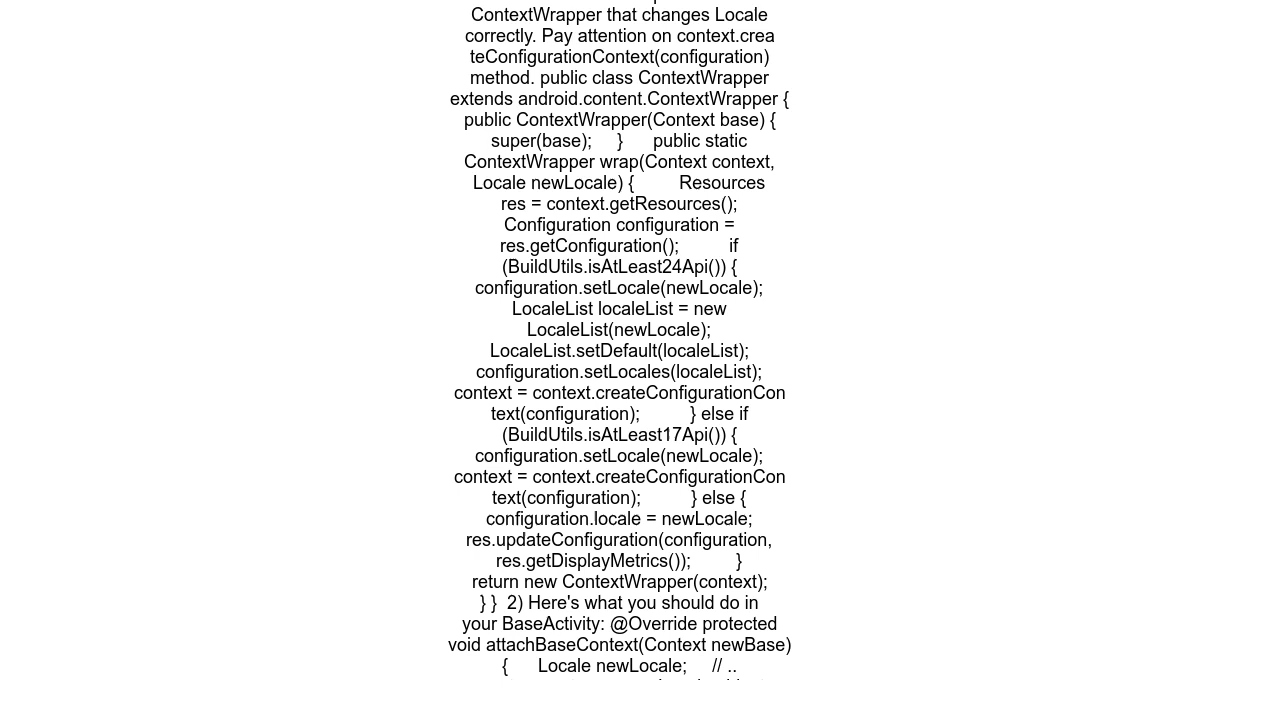 ContextWrapper that changes Locale
correctly. Pay attention on context.crea
teConfigurationContext(configuration)
method. public class ContextWrapper
extends android.content.ContextWrapper {
public ContextWrapper(Context base) {
super(base);     }      public static
ContextWrapper wrap(Context context,
Locale newLocale) {         Resources
res = context.getResources();
Configuration configuration =
res.getConfiguration();          if
(BuildUtils.isAtLeast24Api()) {
configuration.setLocale(newLocale);
LocaleList localeList = new
LocaleList(newLocale);
LocaleList.setDefault(localeList);
configuration.setLocales(localeList);
context = context.createConfigurationCon
text(configuration);          } else if
(BuildUtils.isAtLeast17Api()) {
configuration.setLocale(newLocale);
context = context.createConfigurationCon
text(configuration);          } else {
configuration.locale = newLocale;
res.updateConfiguration(configuration,
res.getDisplayMetrics());         }
return new ContextWrapper(context);
} }  2) Here's what you should do in
your BaseActivity: @Override protected
void attachBaseContext(Context newBase)
{      Locale newLocale;     // ..